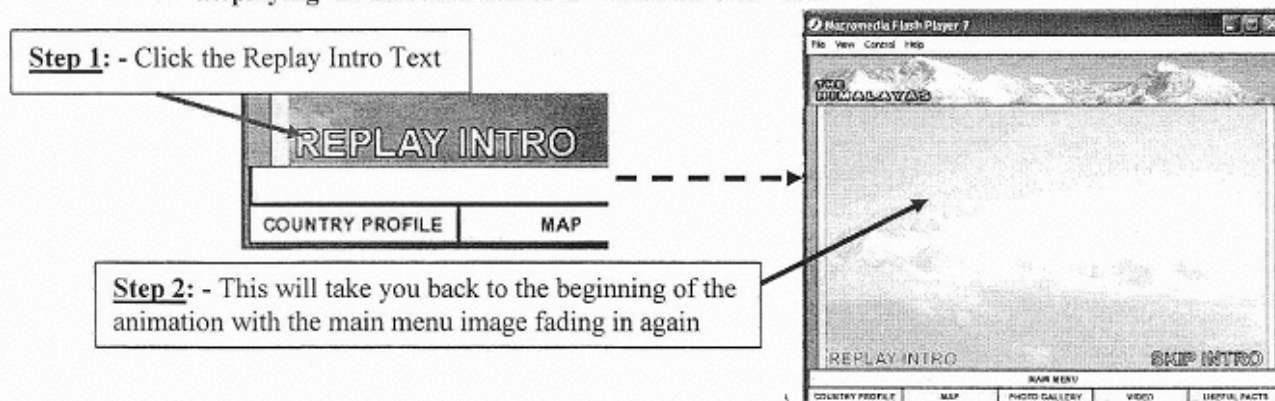 Macromedia Flash Player 7
File View Control Help
Step 1: - Click the Replay Intro Text
THE
HIMALAYAS
REPLAY INTRO
COUNTRY PROFILE MAP
Step 2: - This will take you back to the beginning of the
animation with the main menu image fading in again
REPLAY INTRO SKIP INTRO
MAIN MENU
COUNTRY PROFILE MAP PHOTO GALLERY VIDEO USEFUL FACTS